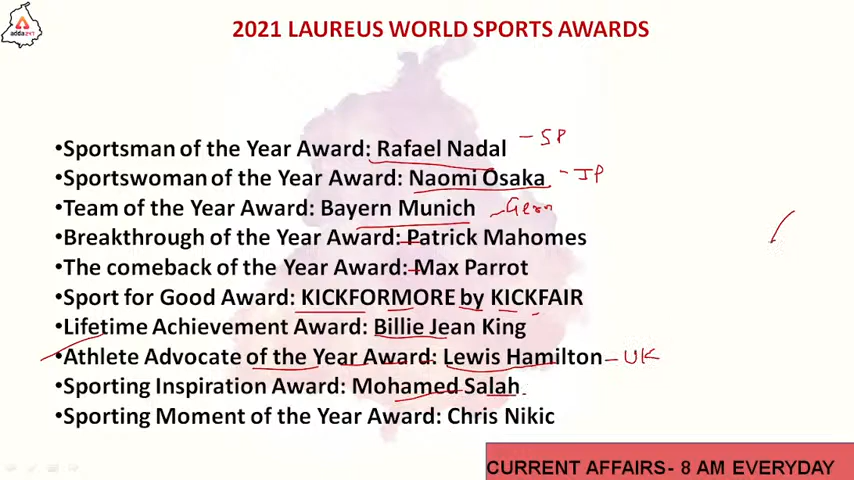 adda247
2021 LAUREUS WORLD SPORTS AWARDS
•Sportsman of the Year Award: Rafael Nadal - SP
•Sportswoman of the Year Award: Naomi Osaka - JP
•Team of the Year Award: Bayern Munich - Germ
•Breakthrough of the Year Award: Patrick Mahomes
•The comeback of the Year Award: Max Parrot
•Sport for Good Award: KICKFORMORE by KICKFAIR
•Lifetime Achievement Award: Billie Jean King
•Athlete Advocate of the Year Award: Lewis Hamilton - UK
•Sporting Inspiration Award: Mohamed Salah
•Sporting Moment of the Year Award: Chris Nikic
CURRENT AFFAIRS- 8 AM EVERYDAY